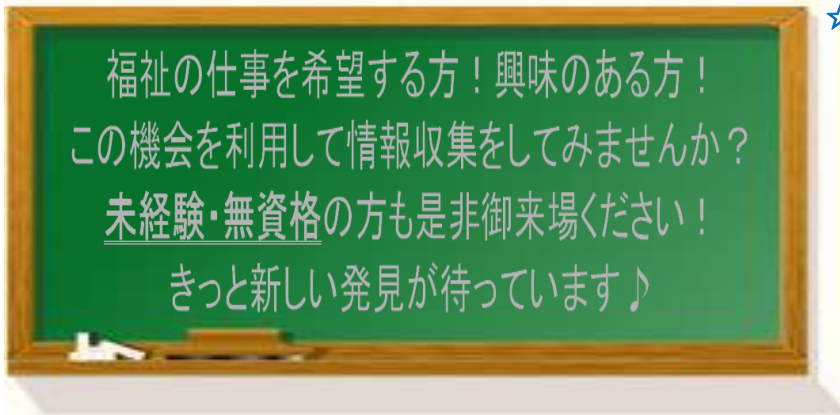 福祉の仕事を希望する方！興味のある方！
この機会を利用して情報収集をしてみませんか？
未経験・無資格の方も是非御来場ください！
きっと新しい発見が待っています♪